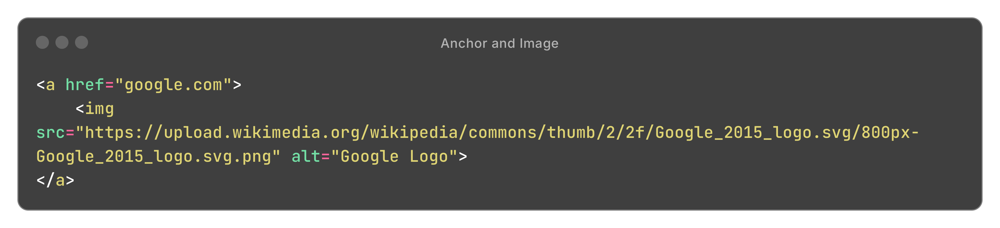 Anchor and Image
<a href="google.com">
    <img
src="https://upload.wikimedia.org/wikipedia/commons/thumb/2/2f/Google_2015_logo.svg/800px-
Google_2015_logo.svg.png" alt="Google Logo">
</a>